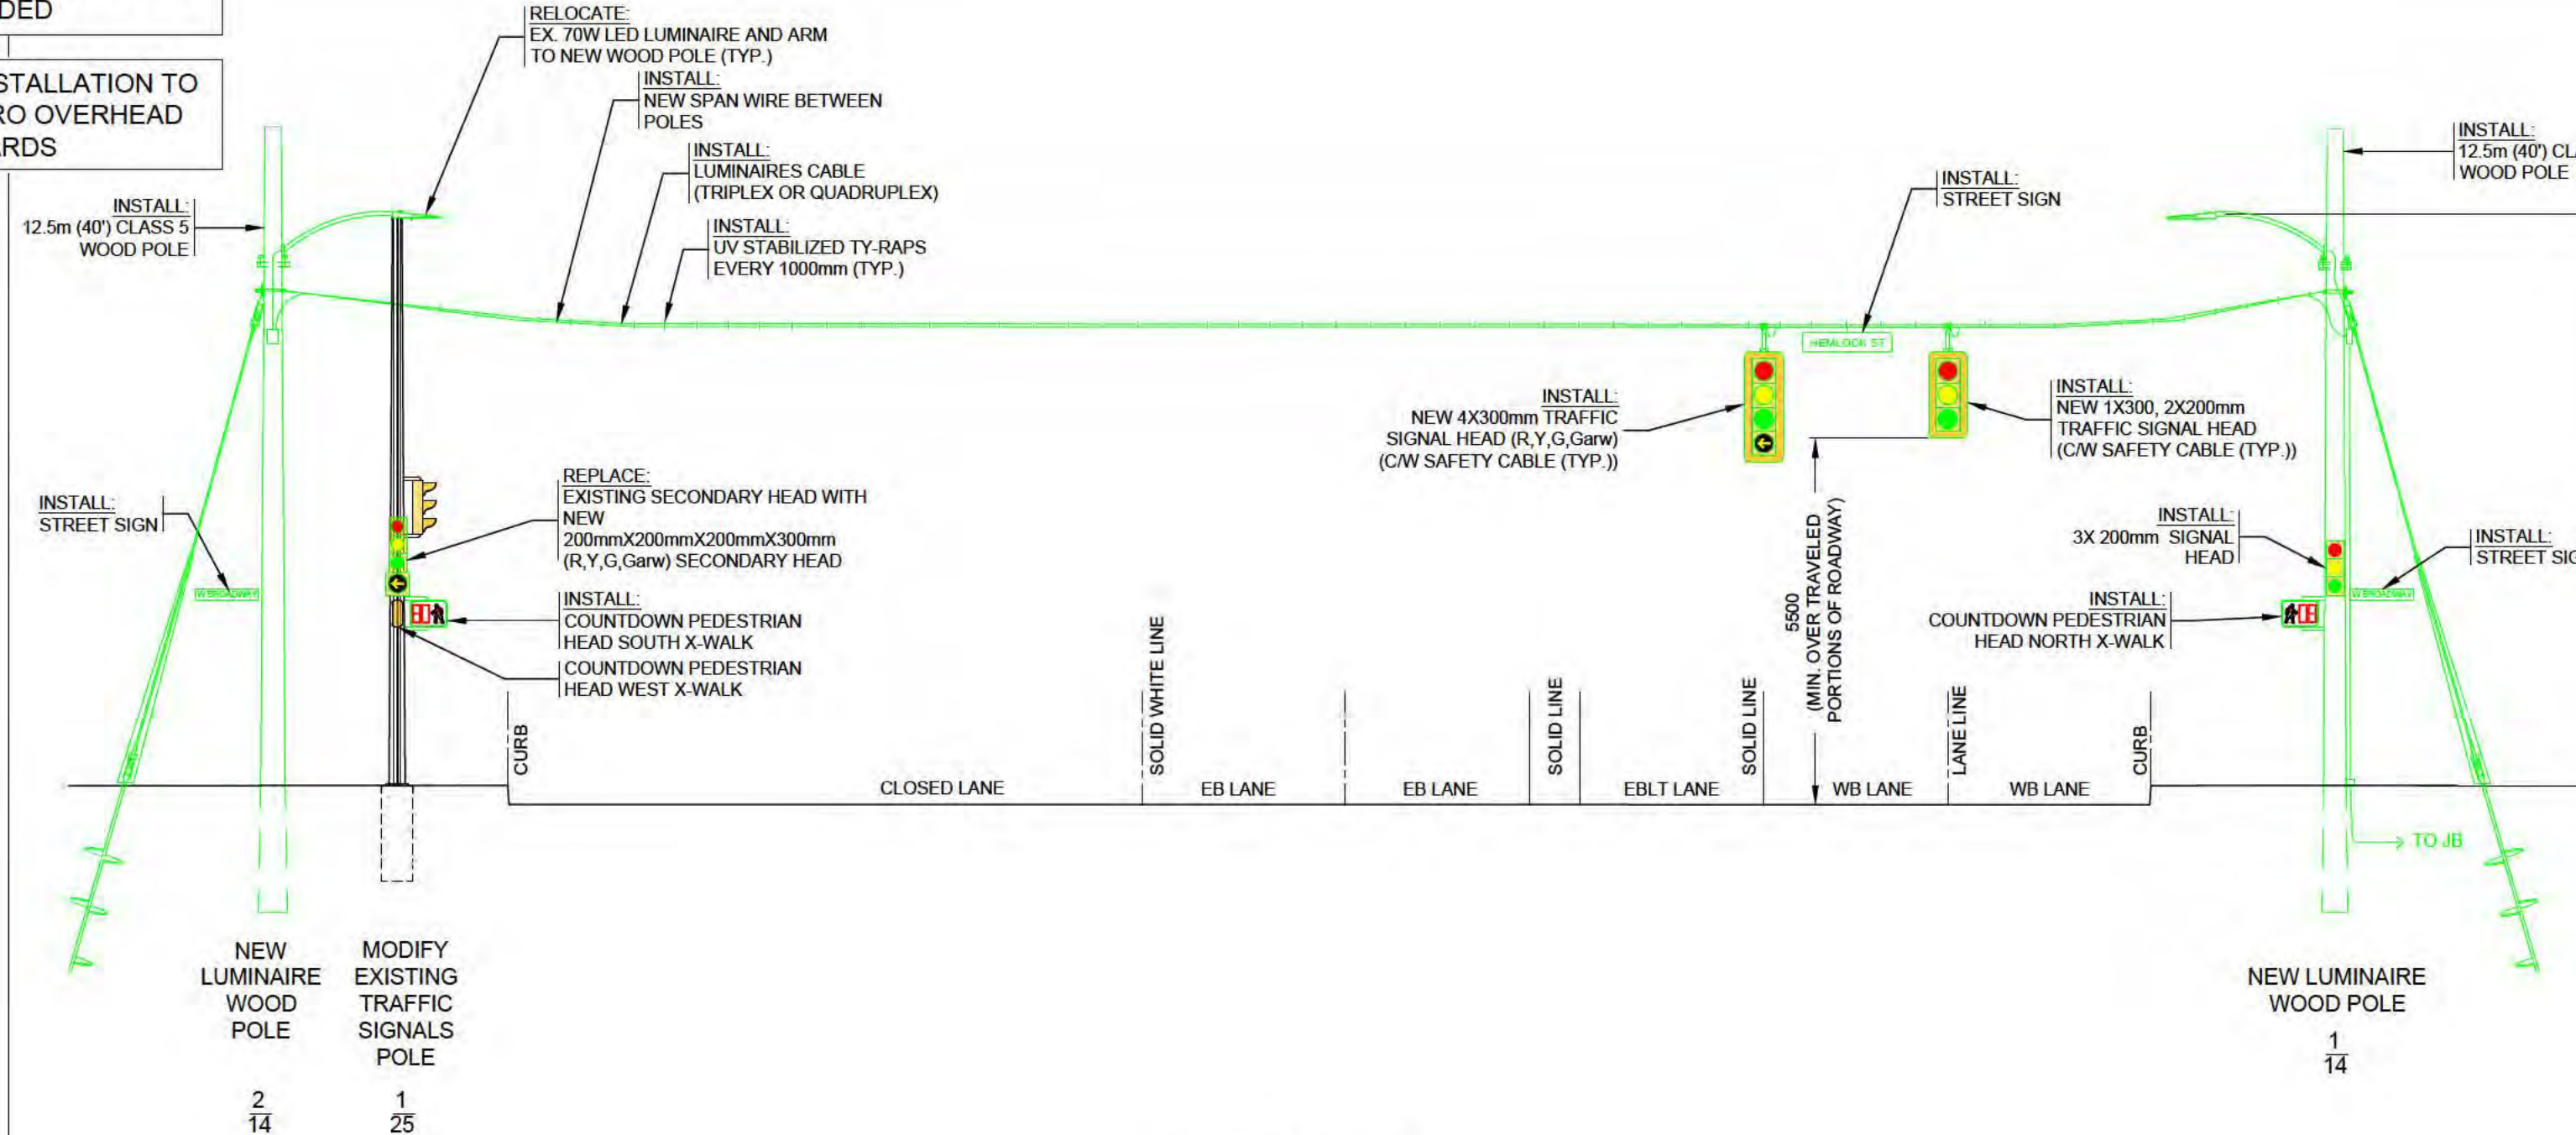 DED
STALLATION TO
RO OVERHEAD
ARDS
RELOCATE:
EX. 70W LED LUMINAIRE AND ARM
TO NEW WOOD POLE (TYP.)
INSTALL:
NEW SPAN WIRE BETWEEN
POLES
INSTALL:
LUMINAIRES CABLE
(TRIPLEX OR QUADRUPLEX)
INSTALL:
UV STABILIZED TY-RAPS
EVERY 1000mm (TYP.)
INSTALL:
12.5m (40') CLASS 5
WOOD POLE
INSTALL:
STREET SIGN
INSTALL:
12.5m (40') CLA
WOOD POLE
HEMLOCK ST
INSTALL:
NEW 4X300mm TRAFFIC
SIGNAL HEAD (R,Y,G,Garw)
(C/W SAFETY CABLE (TYP.))
INSTALL:
NEW 1X300, 2X200mm
TRAFFIC SIGNAL HEAD
(C/W SAFETY CABLE (TYP.))
INSTALL:
STREET SIGN
W BROADWAY
REPLACE:
EXISTING SECONDARY HEAD WITH
NEW
200mmX200mmX200mmX300mm
(R,Y,G,Garw) SECONDARY HEAD
INSTALL:
COUNTDOWN PEDESTRIAN
HEAD SOUTH X-WALK
COUNTDOWN PEDESTRIAN
HEAD WEST X-WALK
INSTALL:
3X 200mm SIGNAL
HEAD
INSTALL:
STREET SIG
W BROADWAY
INSTALL:
COUNTDOWN PEDESTRIAN
HEAD NORTH X-WALK
5500
(MIN. OVER TRAVELED
PORTIONS OF ROADWAY)
CURB
SOLID WHITE LINE
SOLID LINE
SOLID LINE
LANE LINE
CURB
CLOSED LANE
EB LANE
EB LANE
EBLT LANE
WB LANE
WB LANE
TO JB
NEW
LUMINAIRE
WOOD
POLE
2
14
MODIFY
EXISTING
TRAFFIC
SIGNALS
POLE
1
25
NEW LUMINAIRE
WOOD POLE
1
14